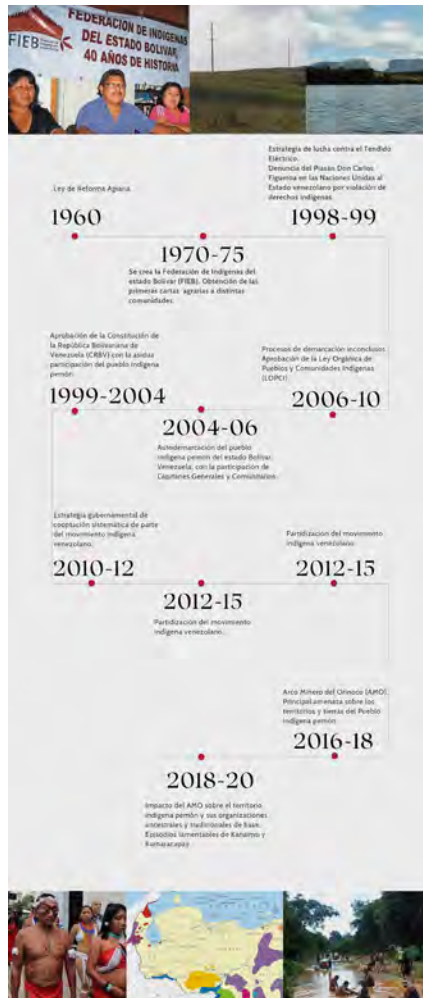 FIEB
FEDERACIÓN DE INDIGENAS
DEL ESTADO BOLIVAR,
40 AÑOS DE HISTORIA
Ley de Reforma Agraria.
1960
Estrategia de lucha contra el Tendido
Eléctrico.
Denuncia del Piasán Don Carlos
Figueroa en las Naciones Unidas al
Estado venezolano por violación de
derechos indígenas.
1998-99
1970-75
Se crea la Federación de Indígenas del
estado Bolívar (FIEB). Obtención de las
primeras cartas agrarias a distintas
comunidades.
Aprobación de la Constitución de
la República Bolivariana de
Venezuela (CRBV) con la asidua
participación del pueblo indígena
pemón.
1999-2004
Procesos de demarcación inconclusos.
Aprobación de la Ley Orgánica de
Pueblos y Comunidades Indígenas
(LOPCI)
2006-10
2004-06
Autodemarcación del pueblo
indígena pemón del estado Bolívar,
Venezuela, con la participación de
Capitanes Generales y Comunitarios.
Estrategia gubernamental de
cooptación sistemática de parte
del movimiento indígena
venezolano.
2010-12
Partidización del movimiento
indígena venezolano.
2012-15
2012-15
Partidización del movimiento
indígena venezolano.
Arco Minero del Orinoco (AMO).
Principal amenaza sobre los
territorios y tierras del Pueblo
Indígena pemón.
2016-18
2018-20
Impacto del AMO sobre el territorio
indígena pemón y sus organizaciones
ancestrales y tradicionales de base.
Episodios lamentables de Kanaimo y
Kumaracapay.